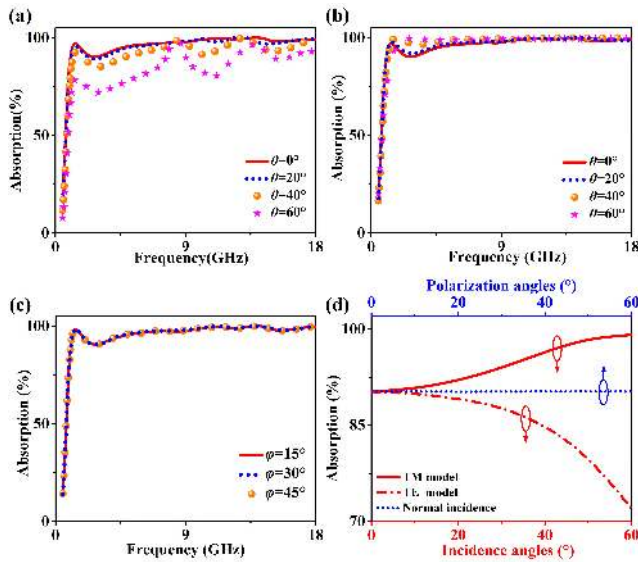 (a)
Absorption(%)
100
50
0
θ=0°
θ=20°
θ=40°
θ=60°
0
9
18
Frequency(GHz)
(b)
Absorption (%)
100
50
0
θ=0°
θ=20°
θ=40°
θ=60°
0
9
18
Frequency (GHz)
(c)
Absorption (%)
100
50
0
φ=15°
φ=30°
φ=45°
0
9
18
Frequency (GHz)
(d)
Polarization angles (°)
0
20
40
60
Absorption (%)
100
85
70
TM model
TE model
Normal incidence
0
20
40
60
Incidence angles (°)